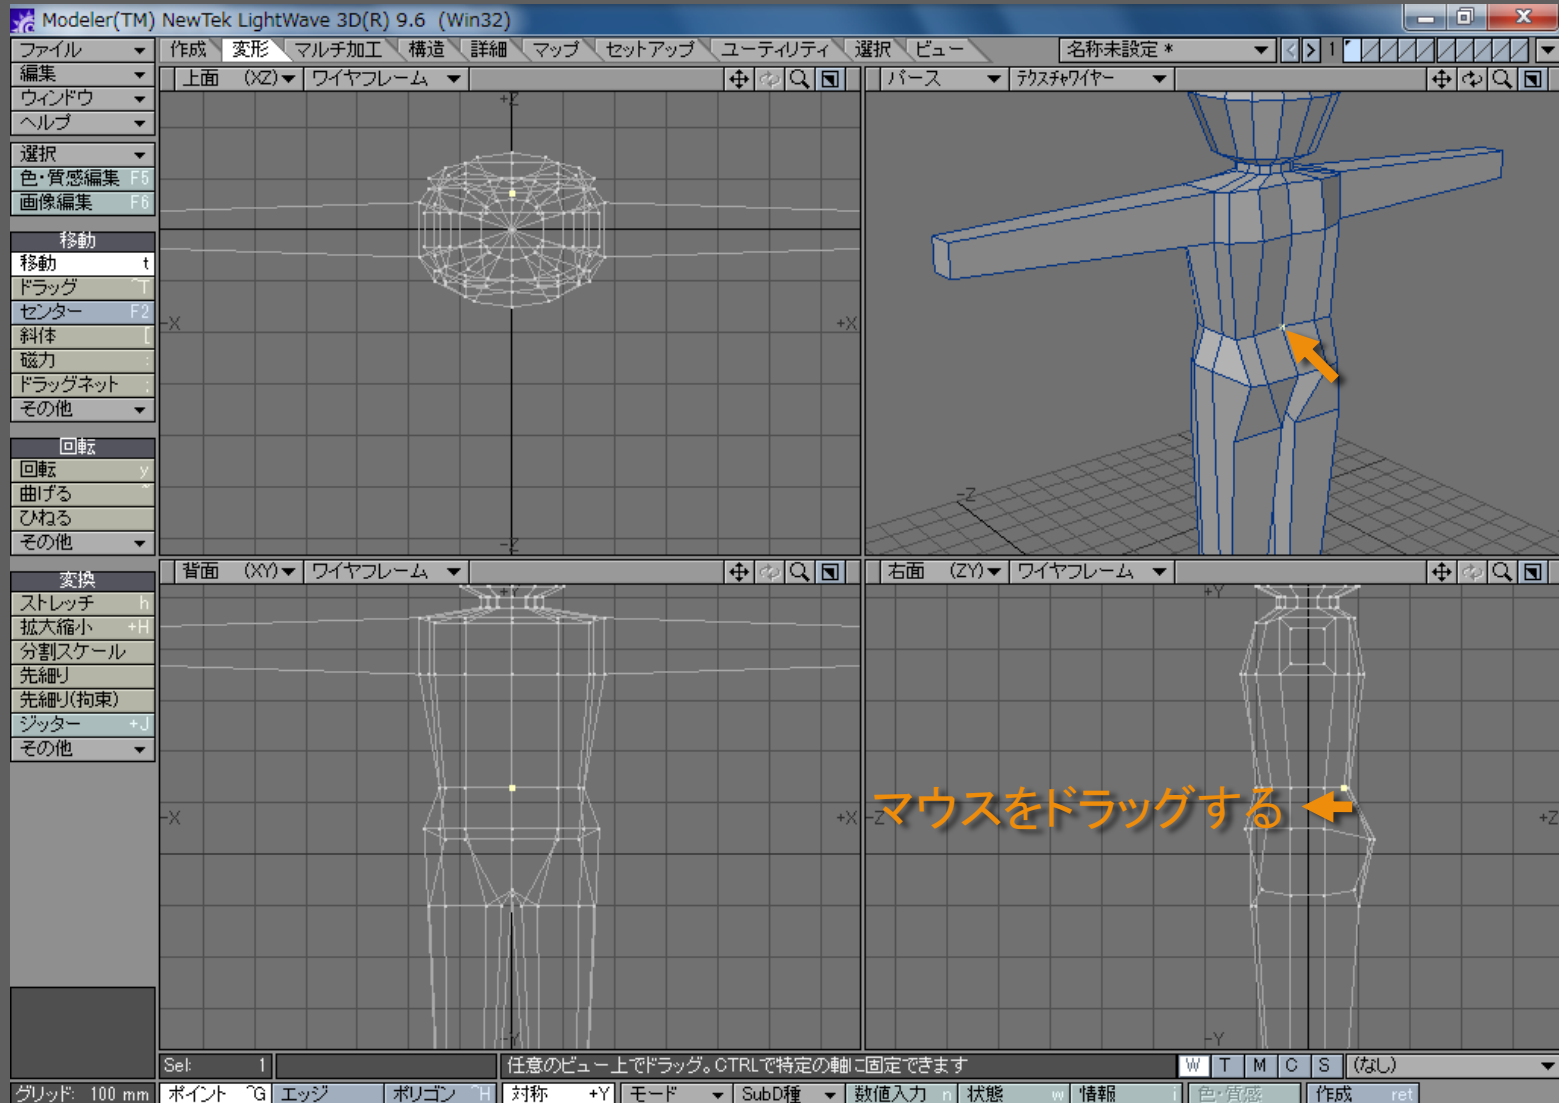 Modeler(TM) NewTek LightWave 3D(R) 9.6 (Win32)
ファイル
編集
ウィンドウ
ヘルプ
選択
色・質感編集 F5
画像編集 F6
移動
移動 t
ドラッグ ^T
センター F2
斜体 [
磁力 :
ドラッグネット ;
その他
回転
回転 y
曲げる ~
ひねる
その他
変換
ストレッチ h
拡大縮小 +H
分割スケール
先細り
先細り(拘束)
ジッター +J
その他
作成 変形 マルチ加工 構造 詳細 マップ セットアップ ユーティリティ 選択 ビュー 名称未設定 * 1
上面 (XZ) ワイヤフレーム
+Z
-X +X
-Z
パース テクスチャワイヤー
-Z
背面 (XY) ワイヤフレーム
+Y
-X +X
-Y
右面 (ZY) ワイヤフレーム
+Y
-Z +Z
マウスをドラッグする
-Y
Sel: 1 任意のビュー上でドラッグ。CTRLで特定の軸に固定できます W T M C S (なし)
グリッド: 100 mm ポイント ^G エッジ ポリゴン ^H 対称 +Y モード SubD種 数値入力 n 状態 w 情報 i 色・質感 作成 ret